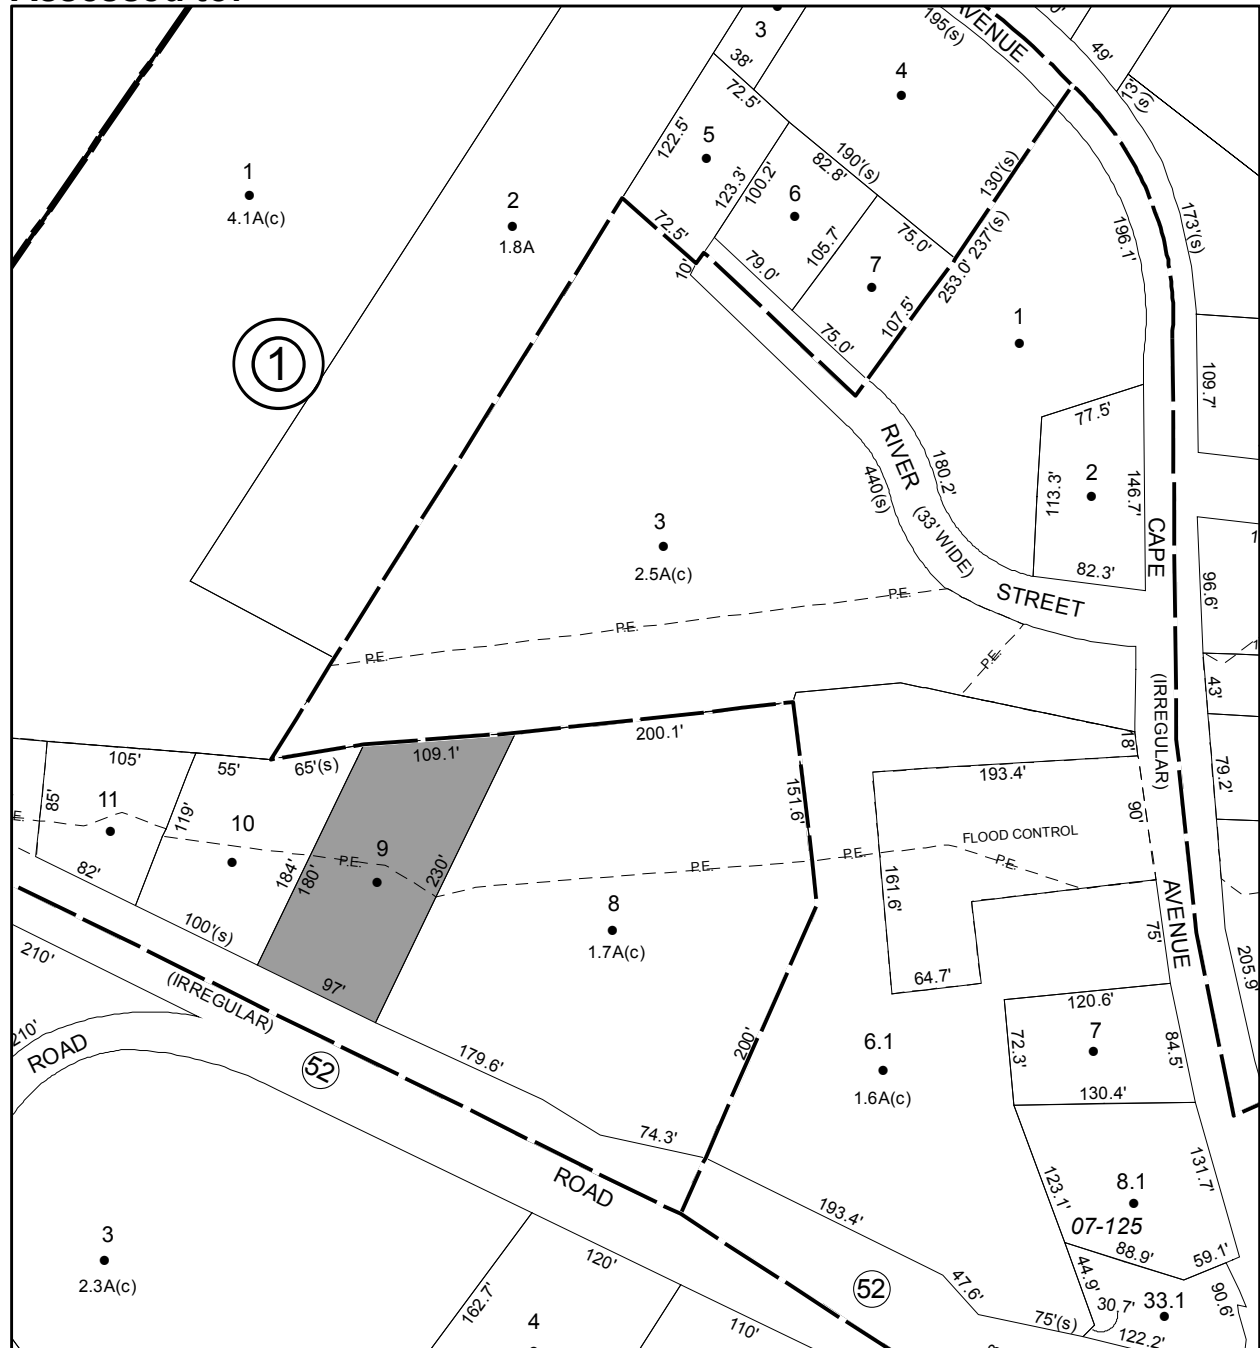 3
38'
72.5'
195(s)
AVENUE
49'
13'(s)
4
122.5'
5
123.3'
100.2'
190'(s)
82.8'
130'(s)
1
4.1A(c)
2
1.8A
72.5'
10'
6
79.0'
105.7'
75.0'
7
107.5'
253.0' 237'(s)
75.0'
196.1'
173'(s)
1
1
109.7'
77.5'
2
113.3'
146.7'
RIVER
440(s)
180.2'
(33' WIDE)
CAPE
3
2.5A(c)
82.3'
STREET
96.6'
P.E.
P.E.
P.E.
P.E.
43'
(IRREGULAR)
18'
200.1'
109.1'
65'(s)
55'
105'
85'
11
119'
10
82'
184'
180'
P.E.
9
230'
151.6'
193.4'
79.2'
90'
FLOOD CONTROL
P.E.
P.E.
P.E.
161.6'
8
1.7A(c)
100'(s)
97'
75'
AVENUE
64.7'
205.9'
210'
210'
(IRREGULAR)
ROAD
52
179.6'
200'
6.1
1.6A(c)
120.6'
7
72.3'
84.5'
130.4'
74.3'
ROAD
193.4'
123.1'
131.7'
8.1
07-125
88.9'
59.1'
3
2.3A(c)
120'
162.7'
4
110'
52
47.6'
75'(s)
44.9'
30.7'
33.1
90.6'
122.2'